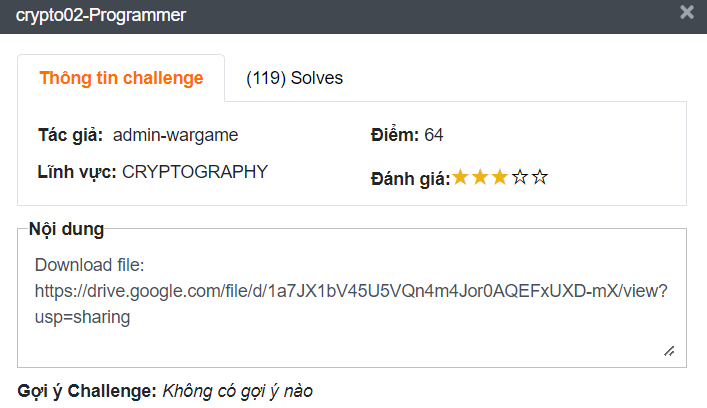 crypto02-Programmer ×
Thông tin challenge (119) Solves
Tác giả: admin-wargame Điểm: 64
Lĩnh vực: CRYPTOGRAPHY Đánh giá:★★★☆☆
Nội dung
Download file:
https://drive.google.com/file/d/1a7JX1bV45U5VQn4m4Jor0AQEFxUXD-mX/view?
usp=sharing
Gợi ý Challenge: Không có gợi ý nào